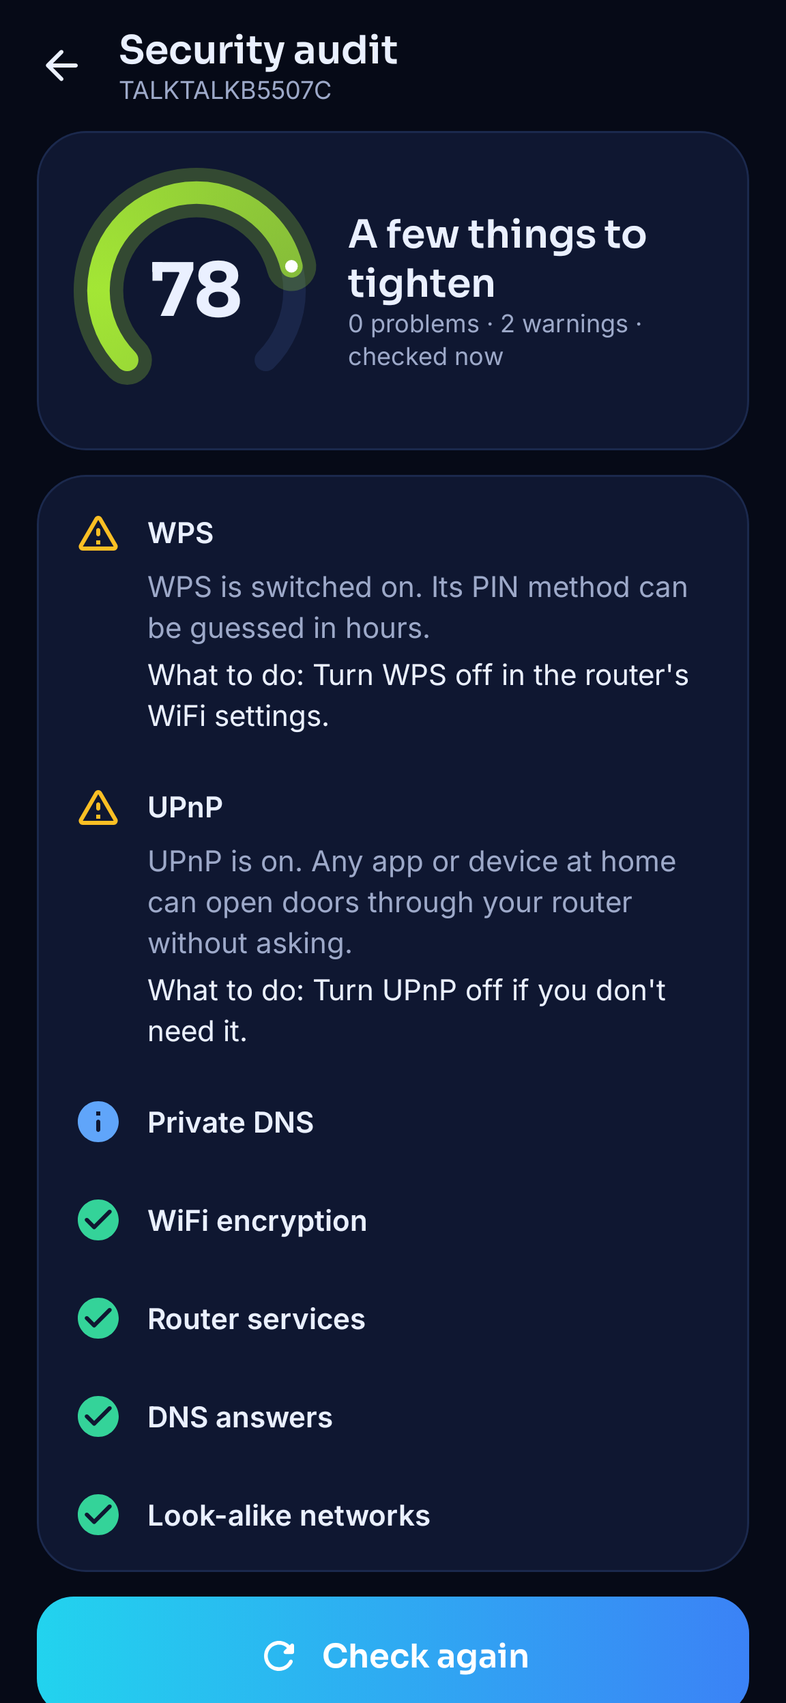 Security audit
TALKTALKB5507C
78
A few things to
tighten
0 problems · 2 warnings ·
checked now
WPS
WPS is switched on. Its PIN method can
be guessed in hours.
What to do: Turn WPS off in the router's
WiFi settings.
UPnP
UPnP is on. Any app or device at home
can open doors through your router
without asking.
What to do: Turn UPnP off if you don't
need it.
Private DNS
WiFi encryption
Router services
DNS answers
Look-alike networks
Check again